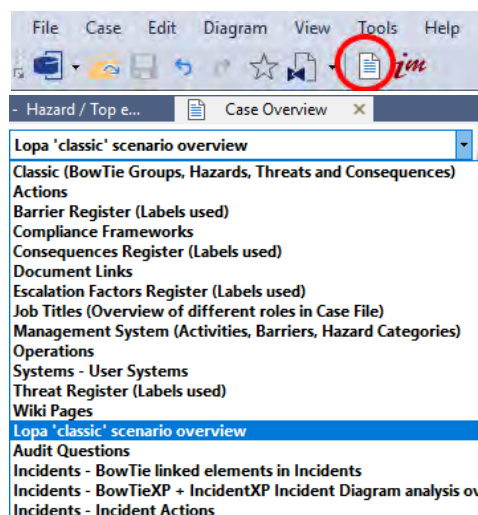 File Case Edit Diagram View Tools Help
im
- Hazard / Top e... Case Overview ×
Lopa 'classic' scenario overview
Classic (BowTie Groups, Hazards, Threats and Consequences)
Actions
Barrier Register (Labels used)
Compliance Frameworks
Consequences Register (Labels used)
Document Links
Escalation Factors Register (Labels used)
Job Titles (Overview of different roles in Case File)
Management System (Activities, Barriers, Hazard Categories)
Operations
Systems - User Systems
Threat Register (Labels used)
Wiki Pages
Lopa 'classic' scenario overview
Audit Questions
Incidents - BowTie linked elements in Incidents
Incidents - BowTieXP + IncidentXP Incident Diagram analysis ov
Incidents - Incident Actions